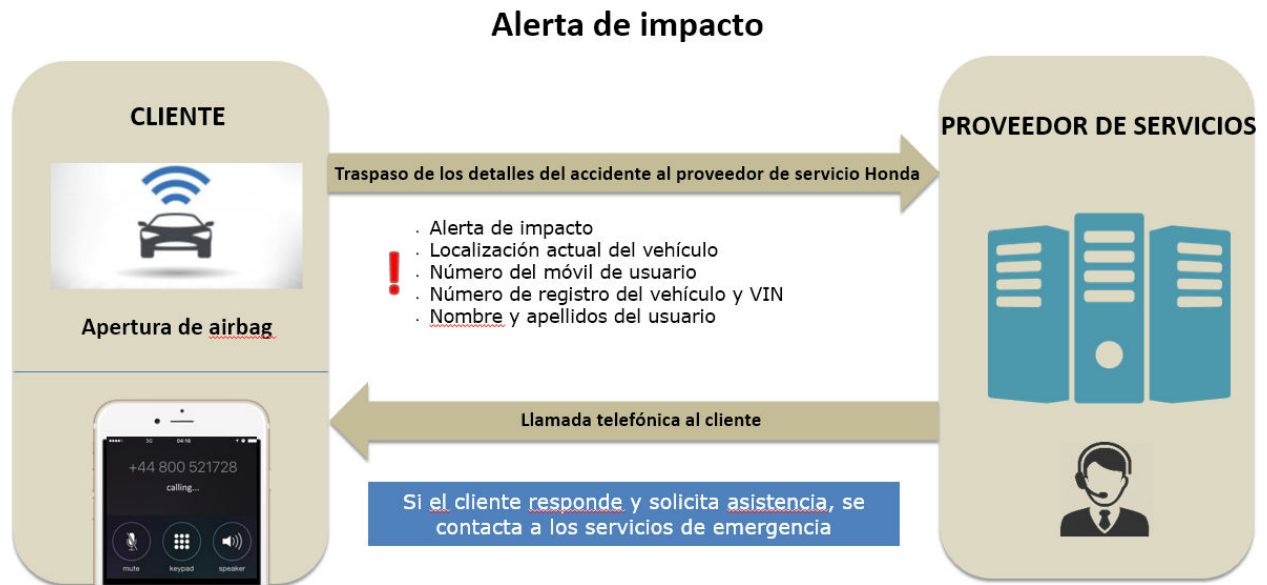 Alerta de impacto
CLIENTE
Apertura de airbag
Traspaso de los detalles del accidente al proveedor de servicio Honda
· Alerta de impacto
· Localización actual del vehículo
· Número del móvil de usuario
· Número de registro del vehículo y VIN
· Nombre y apellidos del usuario
PROVEEDOR DE SERVICIOS
Llamada telefónica al cliente
Si el cliente responde y solicita asistencia, se
contacta a los servicios de emergencia
3G 04:16
+44 800 521728
calling...
mute keypad speaker